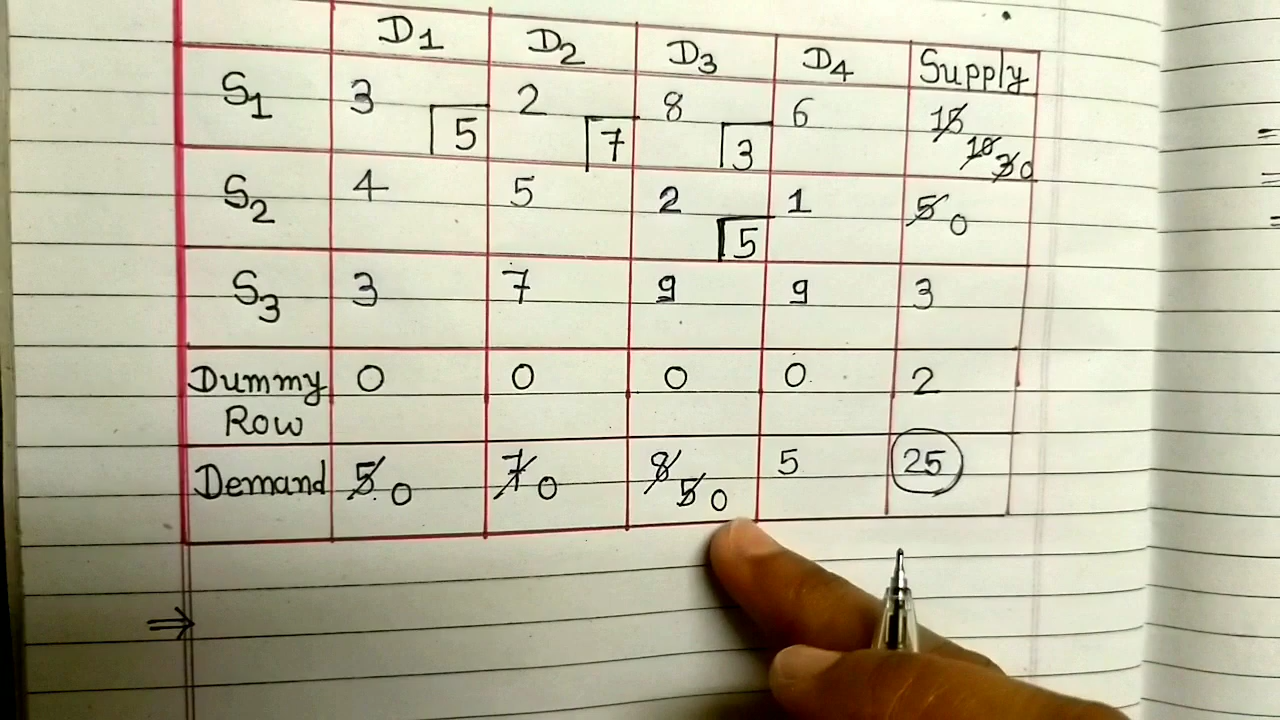 D1 D2 D3 D4 Supply
S1 3 5 2 7 8 3 6 15 10 3 0
S2 4 5 2 5 1 5 0
S3 3 7 9 9 3
Dummy Row 0 0 0 0 2
Demand 5 0 7 0 8 5 0 5 25
⇒
=
=
=